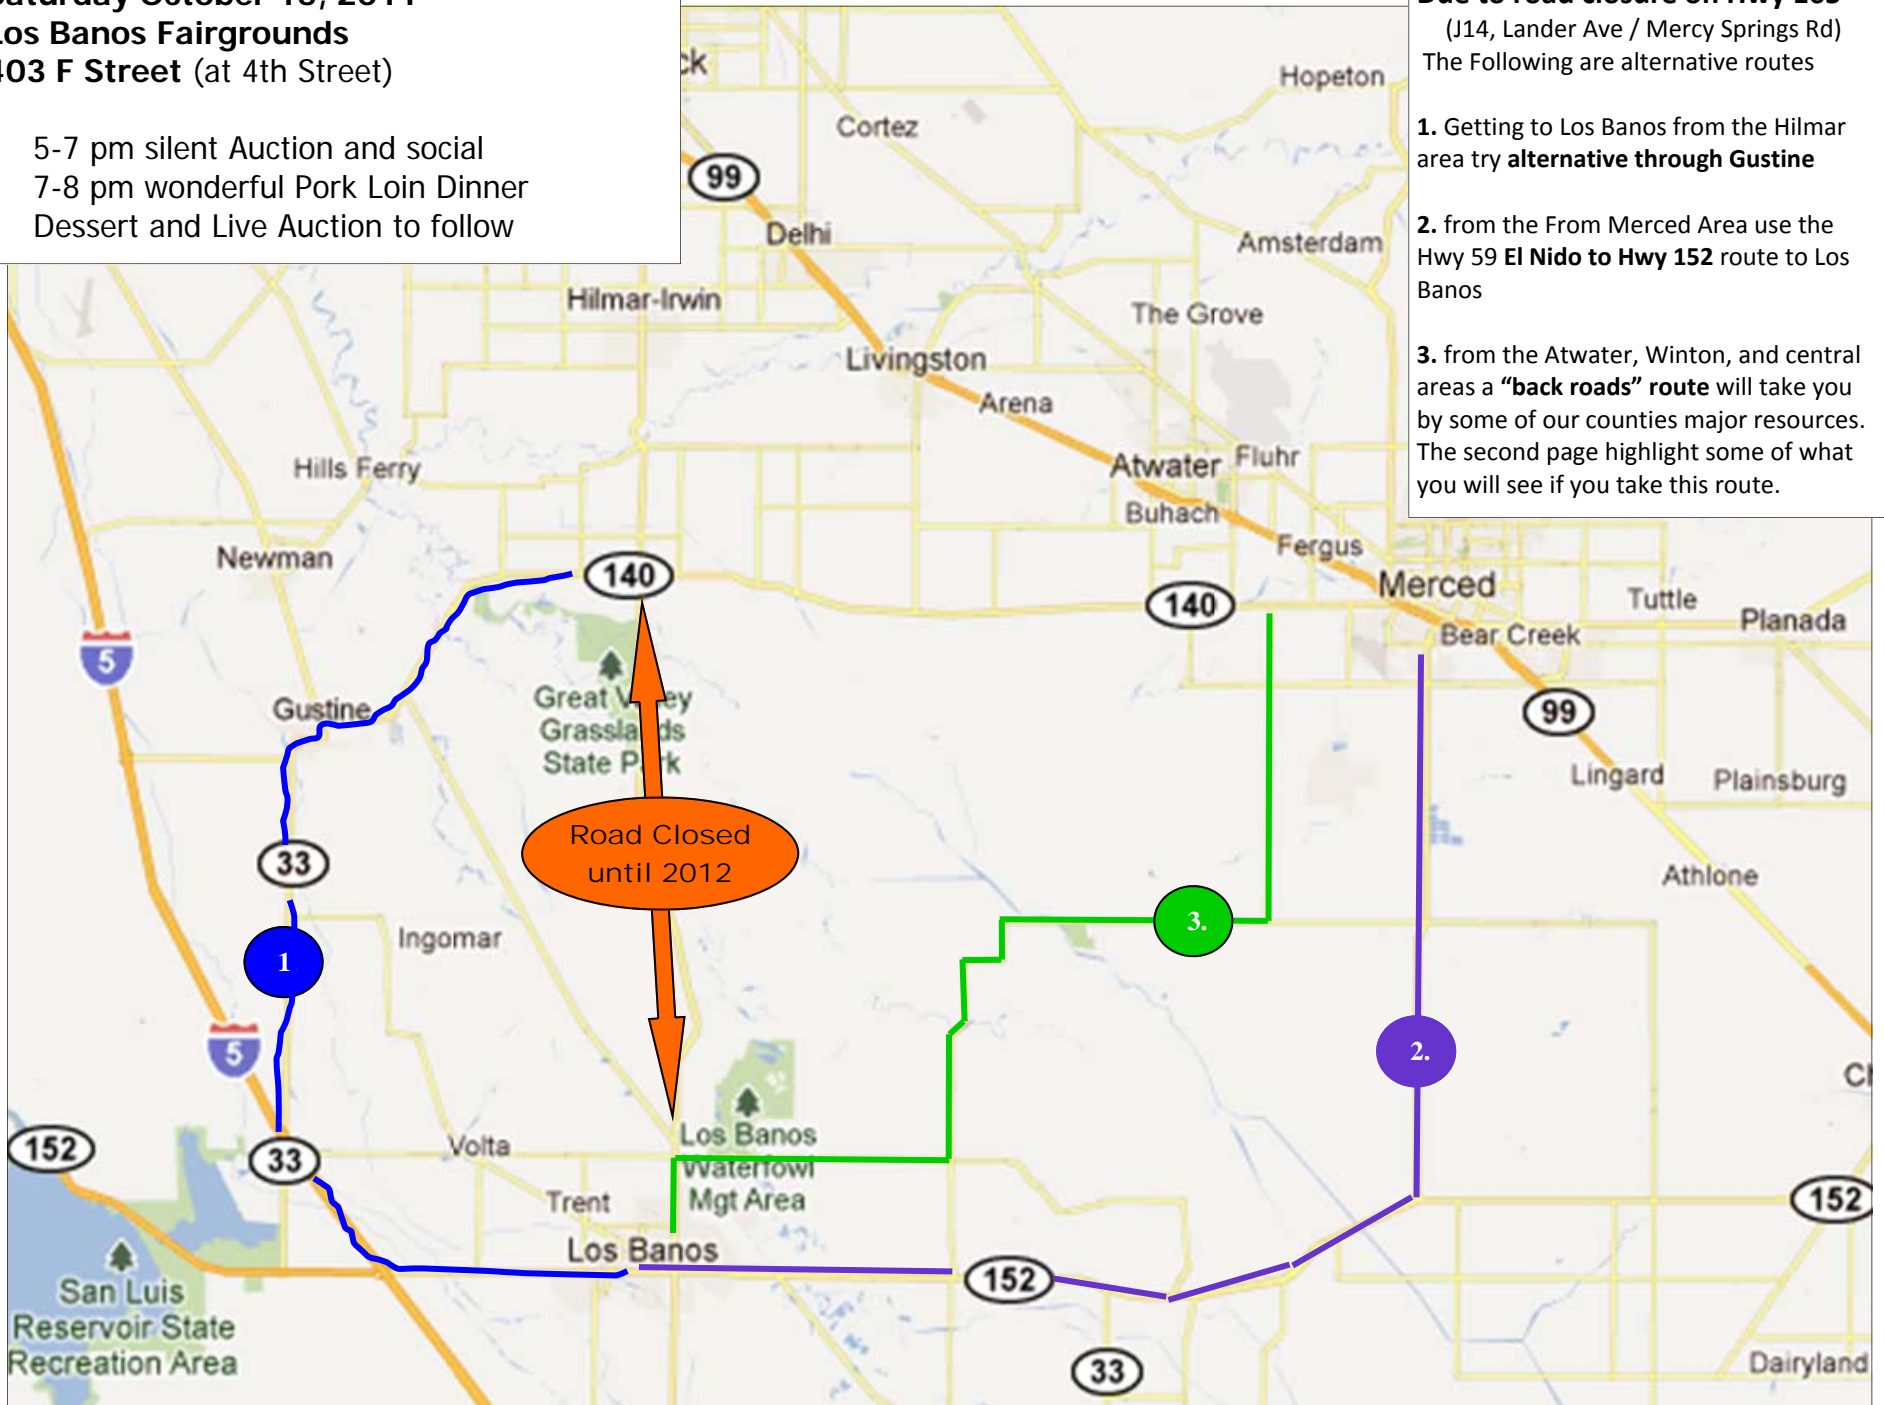 Los Banos Fairgrounds
403 F Street (at 4th Street)
5-7 pm silent Auction and social
7-8 pm wonderful Pork Loin Dinner
Dessert and Live Auction to follow
(J14, Lander Ave / Mercy Springs Rd)
The Following are alternative routes
1. Getting to Los Banos from the Hilmar
area try alternative through Gustine
2. from the From Merced Area use the
Hwy 59 El Nido to Hwy 152 route to Los
Banos
3. from the Atwater, Winton, and central
areas a “back roads” route will take you
by some of our counties major resources.
The second page highlight some of what
you will see if you take this route.
ck
Hopeton
Cortez
99
Delhi
Amsterdam
Hilmar-Irwin
The Grove
Livingston
Arena
Hills Ferry
Atwater
Fluhr
Buhach
Newman
Fergus
140
Merced
140
Tuttle
Planada
Bear Creek
5
Great Valley
Grasslands
State Park
Gustine
99
Lingard
Plainsburg
Road Closed
until 2012
33
Athlone
3.
Ingomar
1
5
2.
Ch
Los Banos
Waterfowl
Mgt Area
Volta
152
33
Trent
152
Los Banos
152
San Luis
Reservoir State
Recreation Area
33
Dairyland